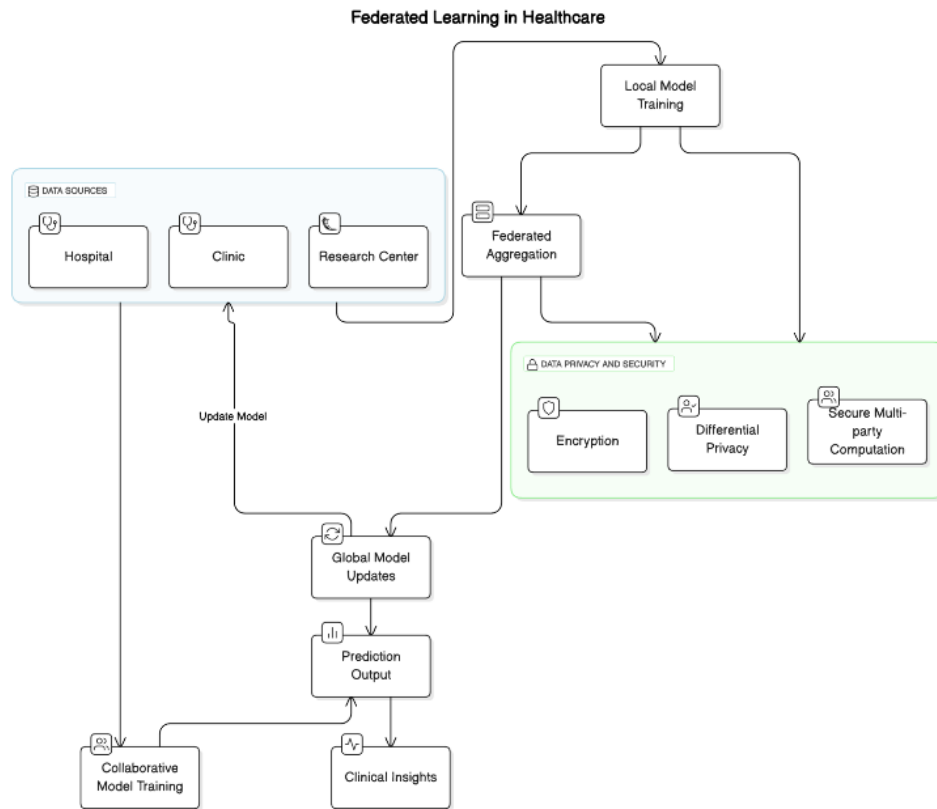 Federated Learning in Healthcare
Local Model
Training
DATA SOURCES
Hospital
Clinic
Research Center
Federated
Aggregation
DATA PRIVACY AND SECURITY
Encryption
Differential
Privacy
Secure Multi-
party
Computation
Update Model
Global Model
Updates
Prediction
Output
Collaborative
Model Training
Clinical Insights